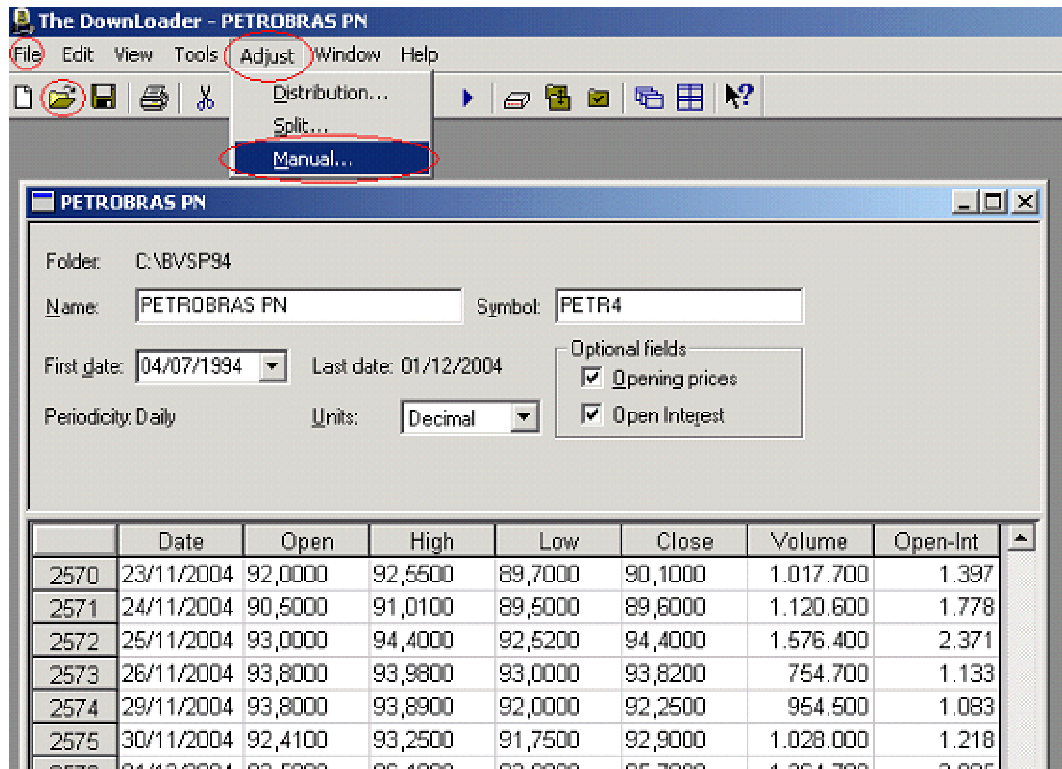 The DownLoader - PETROBRAS PN
File Edit View Tools Adjust Window Help
Distribution...
Split...
Manual...
PETROBRAS PN
Folder: C:\BVSP94
Name: PETROBRAS PN Symbol: PETR4
First date: 04/07/1994 Last date: 01/12/2004
Optional fields
Opening prices
Periodicity: Daily Units: Decimal
Open Interest
Date Open High Low Close Volume Open-Int
2570 23/11/2004 92,0000 92,5500 89,7000 90,1000 1.017.700 1.397
2571 24/11/2004 90,5000 91,0100 89,5000 89,6000 1.120.600 1.778
2572 25/11/2004 93,0000 94,4000 92,5200 94,4000 1.576.400 2.371
2573 26/11/2004 93,8000 93,9800 93,0000 93,8200 754.700 1.133
2574 29/11/2004 93,8000 93,8900 92,0000 92,2500 954.500 1.083
2575 30/11/2004 92,4100 93,2500 91,7500 92,9000 1.028.000 1.218